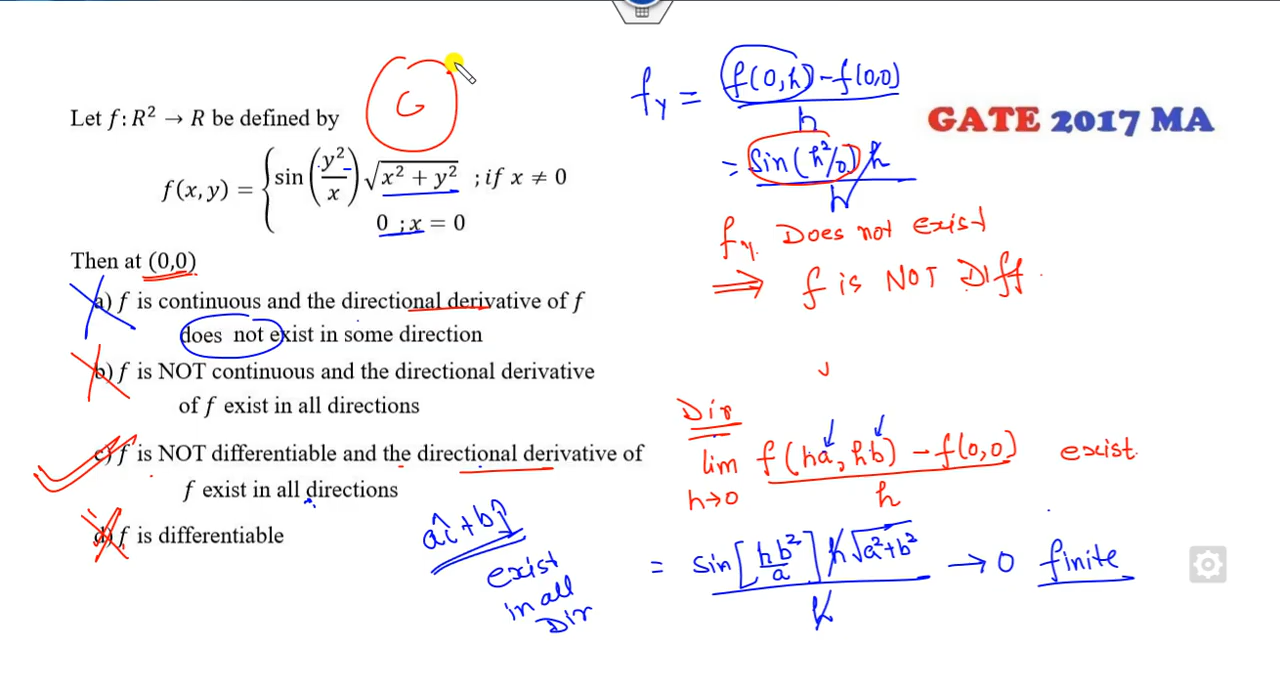 Let f: R² → R be defined by
G
f(x, y) = { sin (y²/x) √x² + y² ; if x ≠ 0
0 ; x = 0
Then at (0,0)
a) f is continuous and the directional derivative of f
does not exist in some direction
b) f is NOT continuous and the directional derivative
of f exist in all directions
c) f is NOT differentiable and the directional derivative of
f exist in all directions
d) f is differentiable
aî + bĵ
exist
in all
Dir
fy = f(0,h) - f(0,0) / h
= Sin (h²/0) h / h
GATE 2017 MA
fy. Does not exist
⇒ f is NOT Diff.
Dir
lim h→0 f(ha, hb) - f(0,0) / h exist.
= Sin [hb²/a] h √a²+b² / h → 0 finite